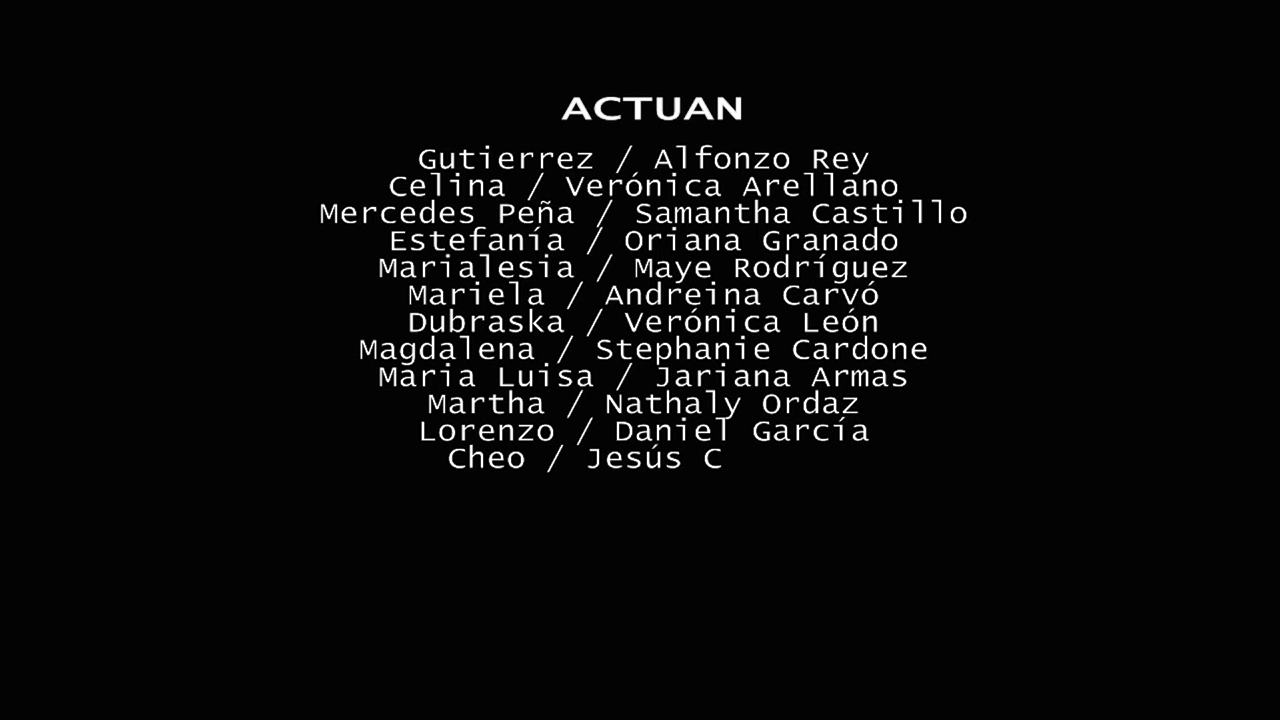 ACTUAN
Gutierrez / Alfonzo Rey
Celina / Verónica Arellano
Mercedes Peña / Samantha Castillo
Estefanía / Oriana Granado
Marialesia / Maye Rodríguez
Mariela / Andreina Carvó
Dubraska / Verónica León
Magdalena / Stephanie Cardone
Maria Luisa / Jariana Armas
Martha / Nathaly Ordaz
Lorenzo / Daniel García
Cheo / Jesús C